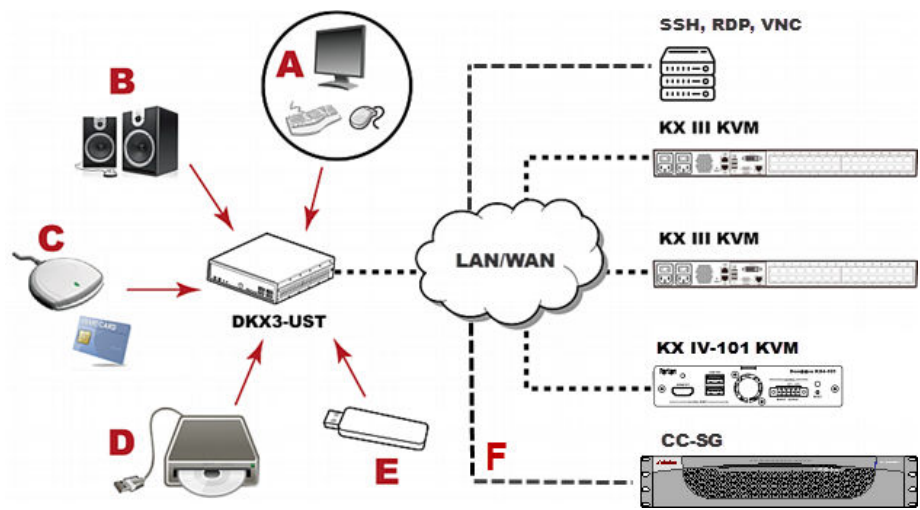 SSH, RDP, VNC
A
B
KX III KVM
C
LAN/WAN
KX III KVM
DKX3-UST
KX IV-101 KVM
D
E
F
CC-SG